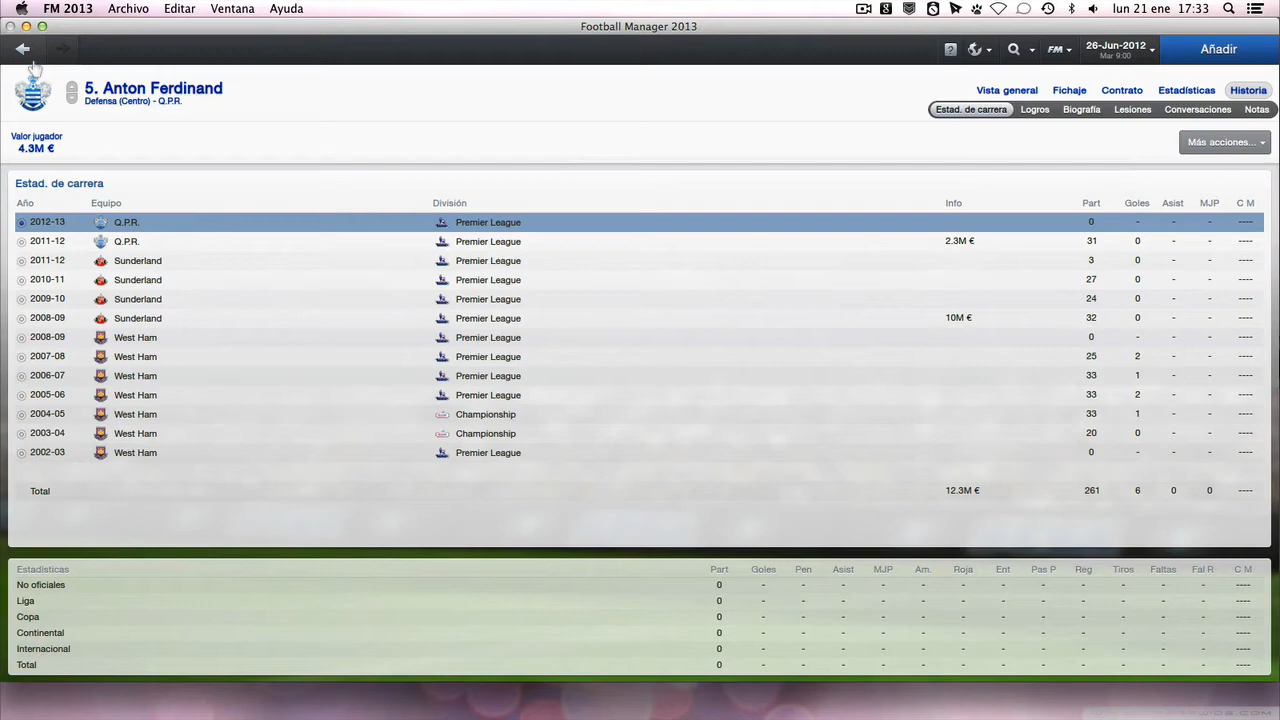 FM 2013 Archivo Editar Ventana Ayuda lun 21 ene 17:33
Football Manager 2013
? FM 26-Jun-2012 Añadir
Mar 9:00
5. Anton Ferdinand
Defensa (Centro) - Q.P.R.
Vista general Fichaje Contrato Estadísticas Historia
Estad. de carrera Logros Biografía Lesiones Conversaciones Notas
Valor jugador
4.3M €
Más acciones...
Estad. de carrera
Año Equipo División Info Part Goles Asist MJP C M
2012-13 Q.P.R. Premier League 0 - - - ----
2011-12 Q.P.R. Premier League 2.3M € 31 0 - - ----
2011-12 Sunderland Premier League 3 0 - - ----
2010-11 Sunderland Premier League 27 0 - - ----
2009-10 Sunderland Premier League 24 0 - - ----
2008-09 Sunderland Premier League 10M € 32 0 - - ----
2008-09 West Ham Premier League 0 - - - ----
2007-08 West Ham Premier League 25 2 - - ----
2006-07 West Ham Premier League 33 1 - - ----
2005-06 West Ham Premier League 33 2 - - ----
2004-05 West Ham Championship 33 1 - - ----
2003-04 West Ham Championship 20 0 - - ----
2002-03 West Ham Premier League 0 - - - ----
Total 12.3M € 261 6 0 0 ----
Estadísticas Part Goles Pen Asist MJP Am. Roja Ent Pas P Reg Tiros Faltas Fal R C M
No oficiales 0 - - - - - - - - - - - - ----
Liga 0 - - - - - - - - - - - - ----
Copa 0 - - - - - - - - - - - - ----
Continental 0 - - - - - - - - - - - - ----
Internacional 0 - - - - - - - - - - - - ----
Total 0 - - - - - - - - - - - - ----